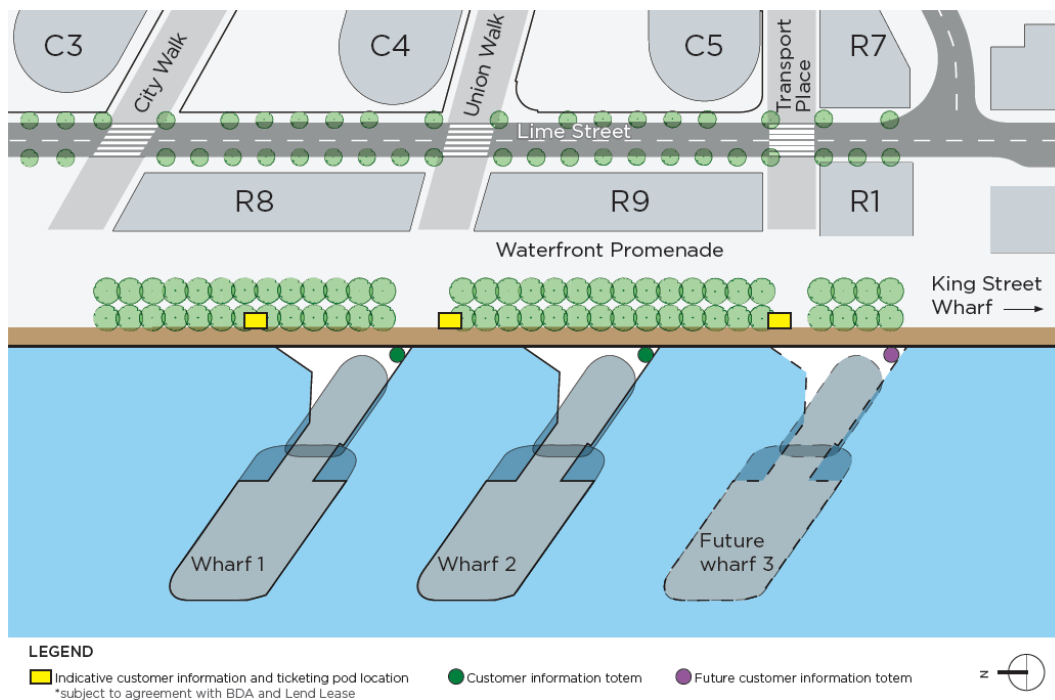 C3
City Walk
C4
Union Walk
C5
Transport
Place
R7
Lime Street
R8
R9
R1
Waterfront Promenade
King Street
Wharf
Wharf 1
Wharf 2
Future
wharf 3
LEGEND
Indicative customer information and ticketing pod location
*subject to agreement with BDA and Lend Lease
Customer information totem
Future customer information totem
N